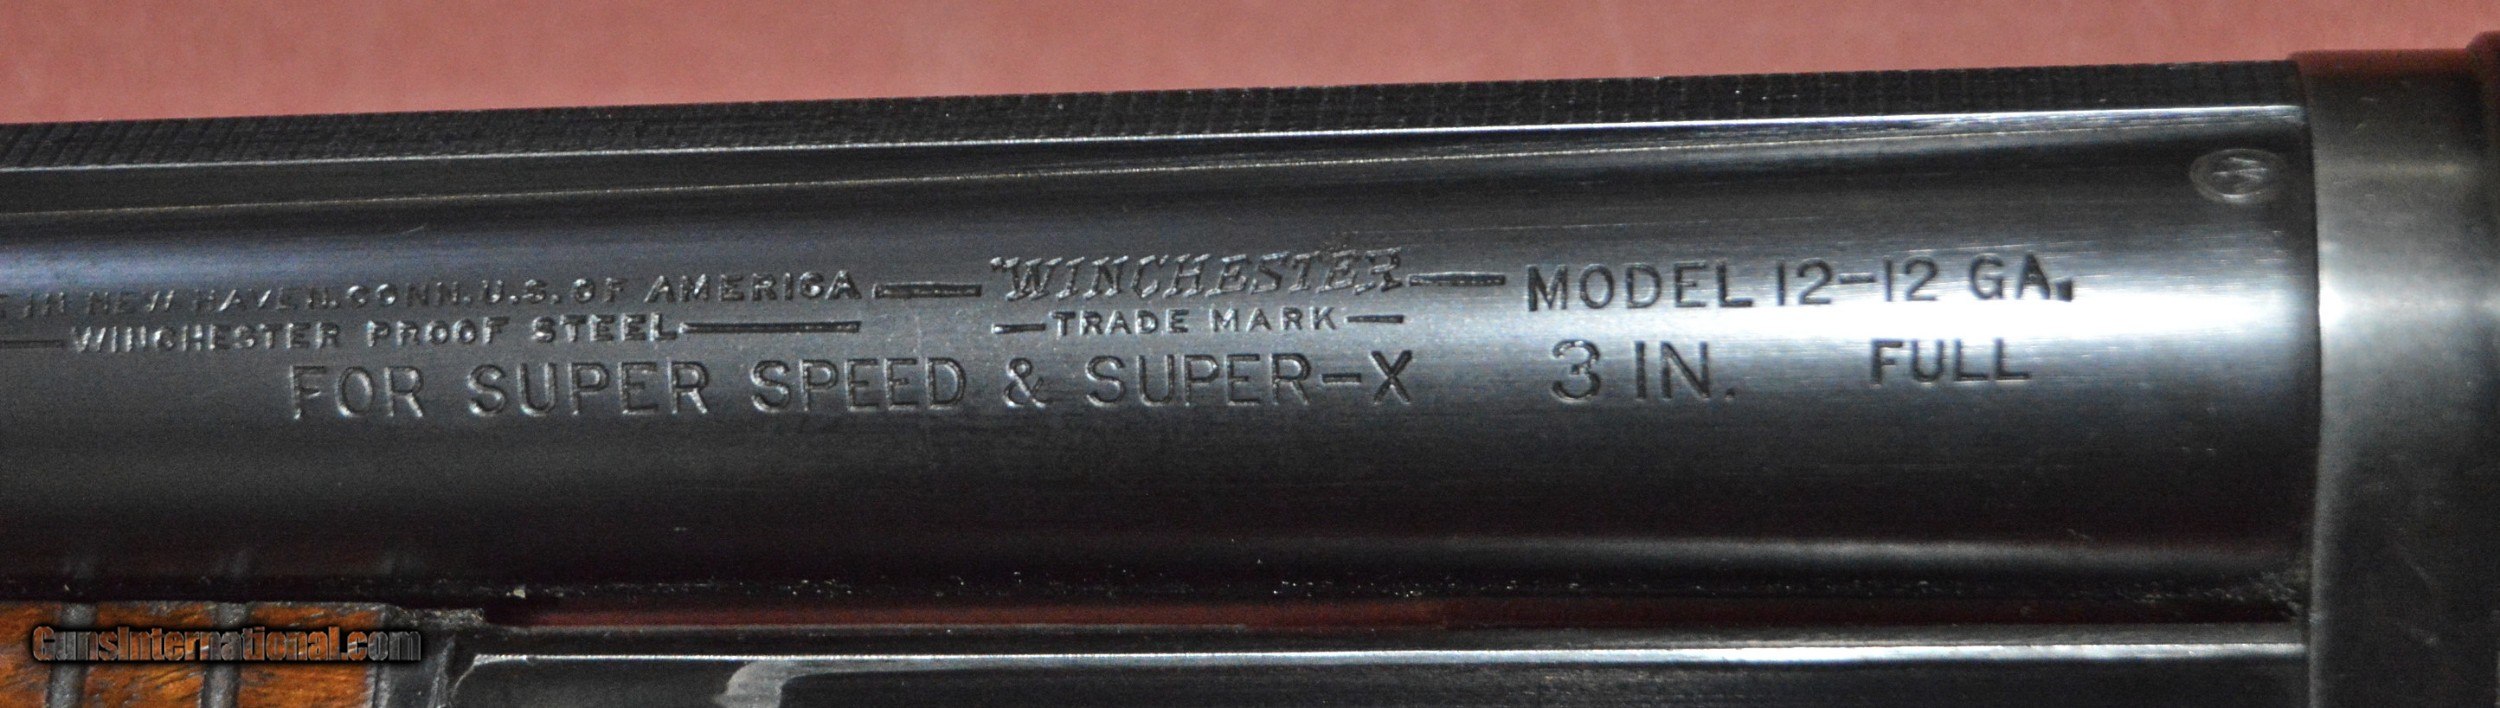 IN NEW HAVEN. CONN. U.S. OF AMERICA — "WINCHESTER — MODEL 12-12 GA.
— WINCHESTER PROOF STEEL — — TRADE MARK —
FOR SUPER SPEED & SUPER-X 3 IN. FULL
GunsInternational.com